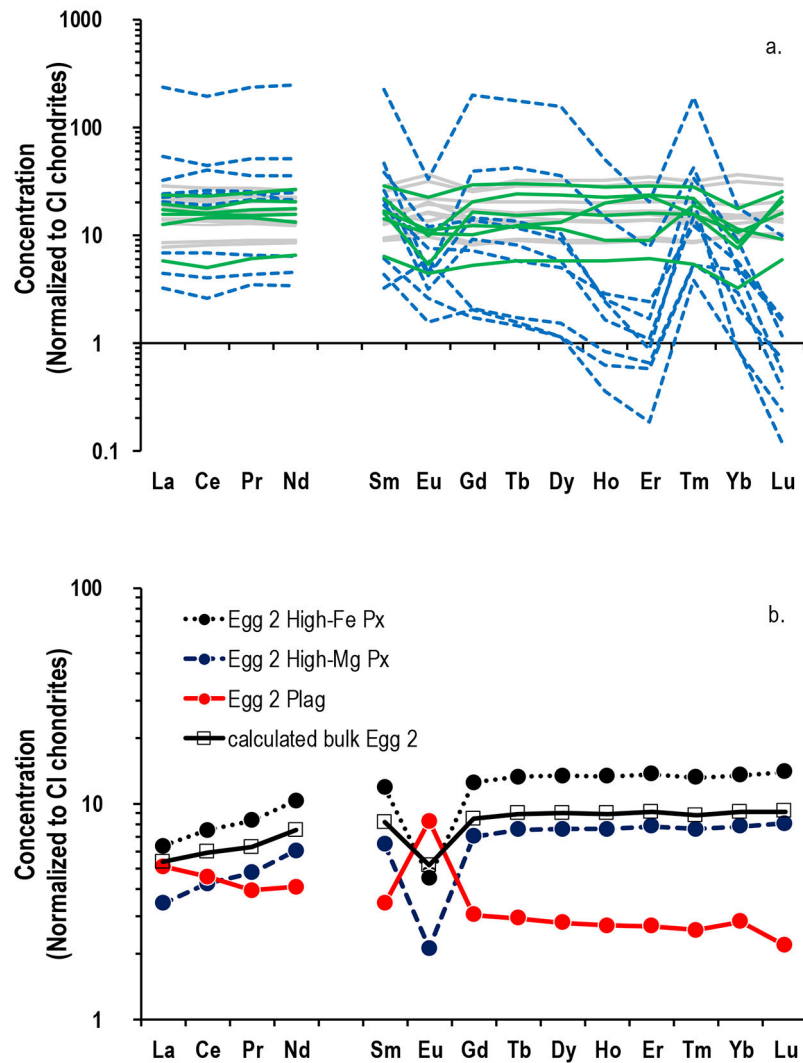 a.
Concentration
(Normalized to CI chondrites)
1000
100
10
1
0.1
La Ce Pr Nd Sm Eu Gd Tb Dy Ho Er Tm Yb Lu
b.
Concentration
(Normalized to CI chondrites)
100
10
1
Egg 2 High-Fe Px
Egg 2 High-Mg Px
Egg 2 Plag
calculated bulk Egg 2
La Ce Pr Nd Sm Eu Gd Tb Dy Ho Er Tm Yb Lu